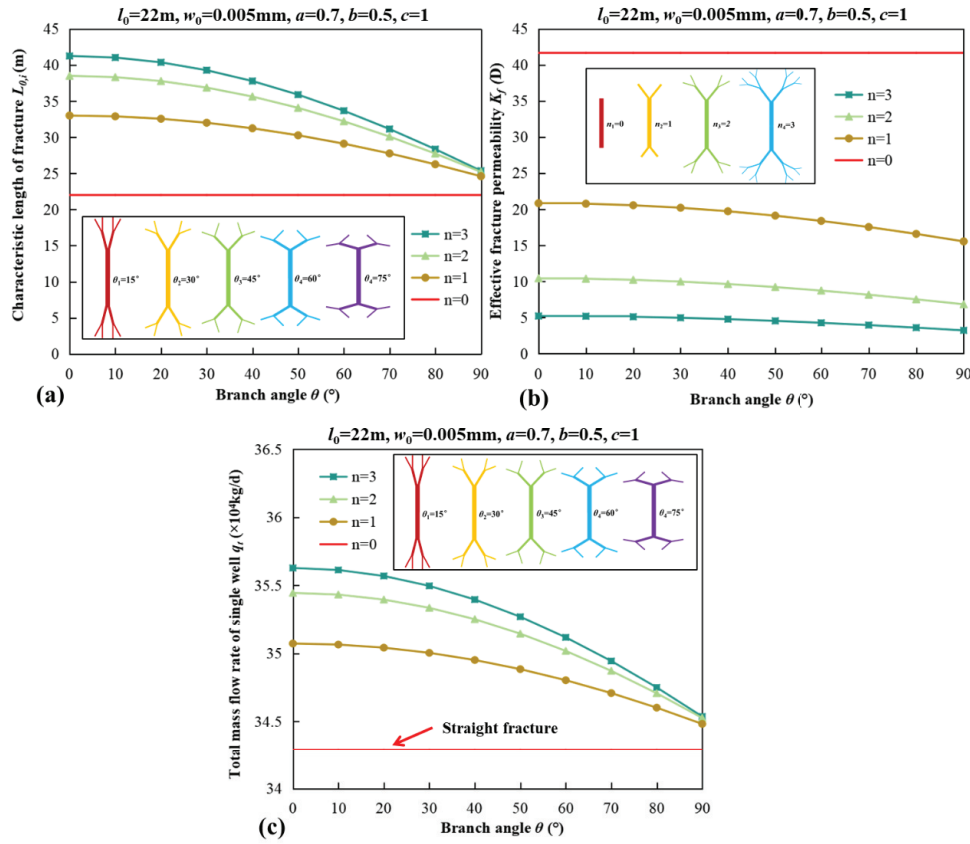 l0=22m, w0=0.005mm, a=0.7, b=0.5, c=1
Characteristic length of fracture L0,i (m)
45
40
35
30
25
20
15
10
5
0
θ1=15°
θ2=30°
θ3=45°
θ4=60°
θ4=75°
n=3
n=2
n=1
n=0
0 10 20 30 40 50 60 70 80 90
Branch angle θ (°)
(a)
l0=22m, w0=0.005mm, a=0.7, b=0.5, c=1
Effective fracture permeability Kf (D)
45
40
35
30
25
20
15
10
5
0
n1=0
n2=1
n3=2
n4=3
n=3
n=2
n=1
n=0
0 10 20 30 40 50 60 70 80 90
Branch angle θ (°)
(b)
l0=22m, w0=0.005mm, a=0.7, b=0.5, c=1
Total mass flow rate of single well qt (×10⁴kg/d)
36.5
36
35.5
35
34.5
34
n=3
n=2
n=1
n=0
θ1=15°
θ2=30°
θ3=45°
θ4=60°
θ4=75°
Straight fracture
0 10 20 30 40 50 60 70 80 90
Branch angle θ (°)
(c)